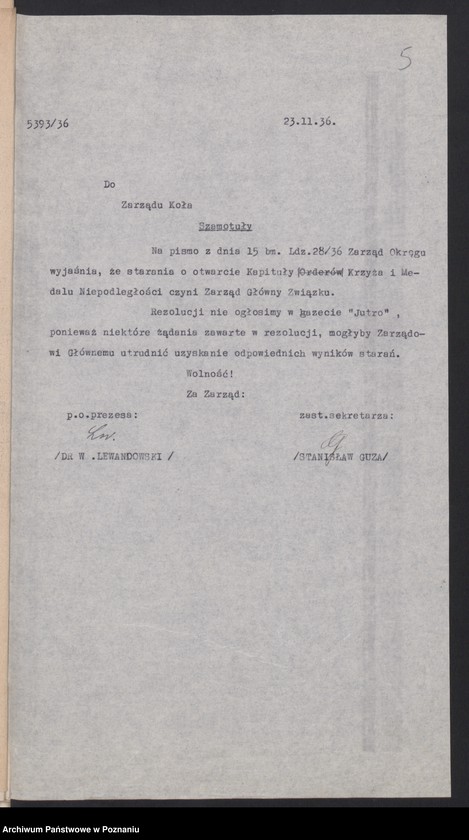 5
5393/36 23.11.36.
Do
Zarządu Koła
Szamotuły
Na pismo z dnia 15 bm. Ldz.28/36 Zarząd Okręgu
wyjaśnia, że starania o otwarcie Kapituły Orderów Krzyża i Me-
dalu Niepodległości czyni Zarząd Główny Związku.
Rezolucji nie ogłosimy w gazecie "Jutro" ,
ponieważ niektóre żądania zawarte w rezolucji, mogłyby Zarządo-
wi Głównemu utrudnić uzyskanie odpowiednich wyników starań.
Wolność!
Za Zarząd:
p.o.prezesa: zast.sekretarza:
/DR W .LEWANDOWSKI / /STANISŁAW GUZA/
Archiwum Państwowe w Poznaniu